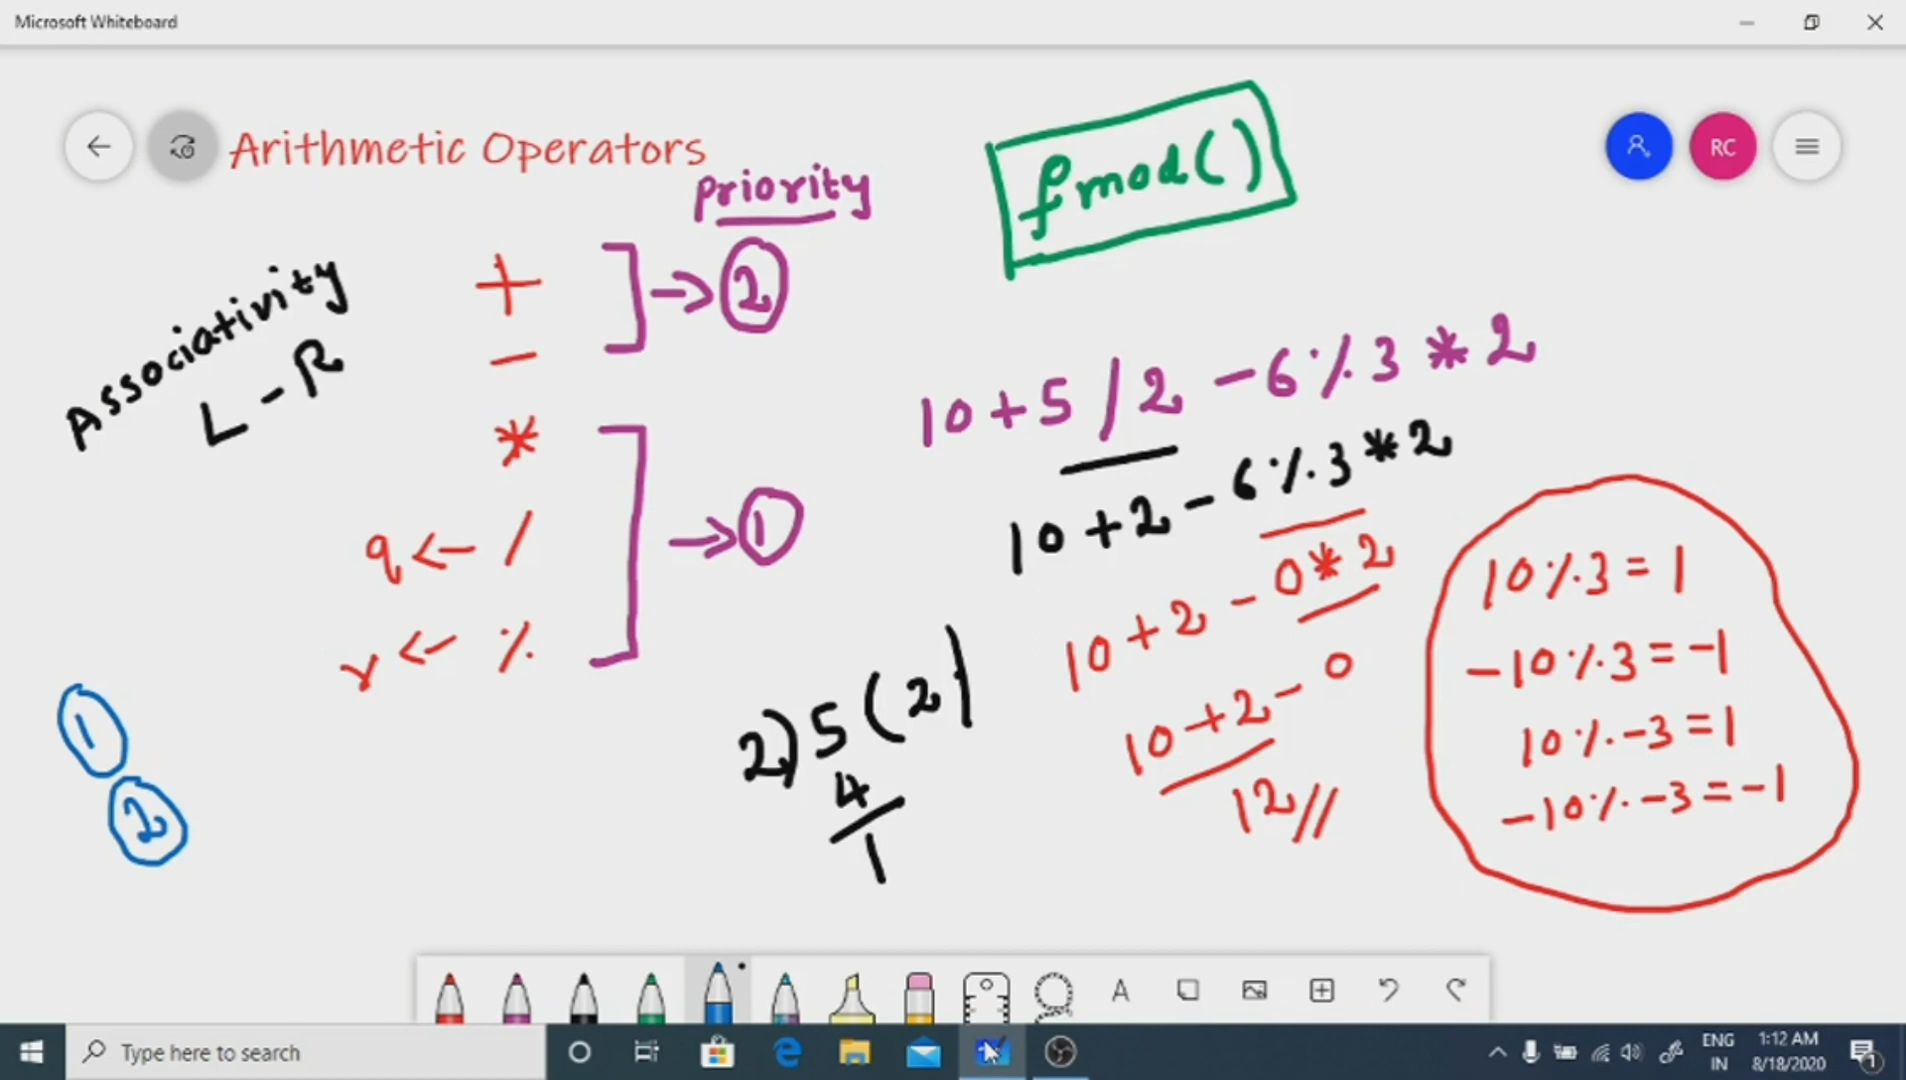 Microsoft Whiteboard
Arithmetic Operators
Priority
fmod()
RC
Associativity
L - R
+
-
] → 2
*
q ← /
r ← %
] → 1
1
2
10 + 5 / 2 - 6 % 3 * 2
10 + 2 - 6 % 3 * 2
10 + 2 - 0 * 2
10 + 2 - 0
12//
2) 5 ( 2
4
1
10 % 3 = 1
-10 % 3 = -1
10 % -3 = 1
-10 % -3 = -1
A
Type here to search
ENG
IN
1:12 AM
8/18/2020
1